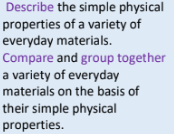 Describe the simple physical
properties of a variety of
everyday materials.
Compare and group together
a variety of everyday
materials on the basis of
their simple physical
properties.